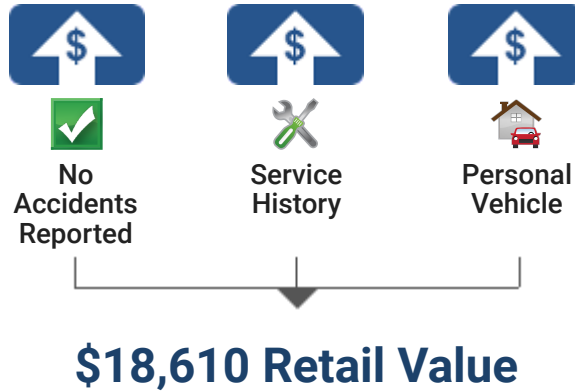 $ $ $
No
Accidents
Reported
Service
History
Personal
Vehicle
$18,610 Retail Value